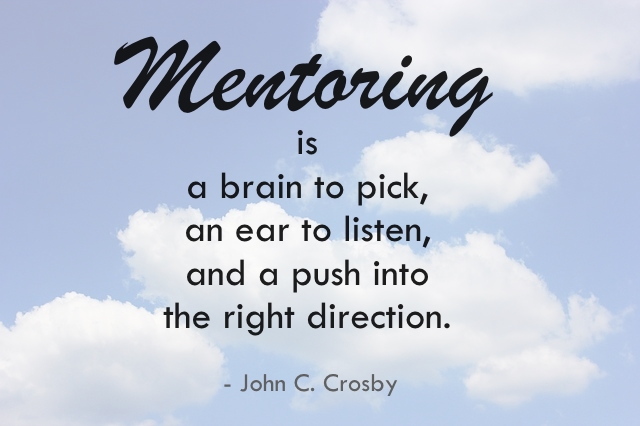 Mentoring
is
a brain to pick,
an ear to listen,
and a push into
the right direction.
- John C. Crosby